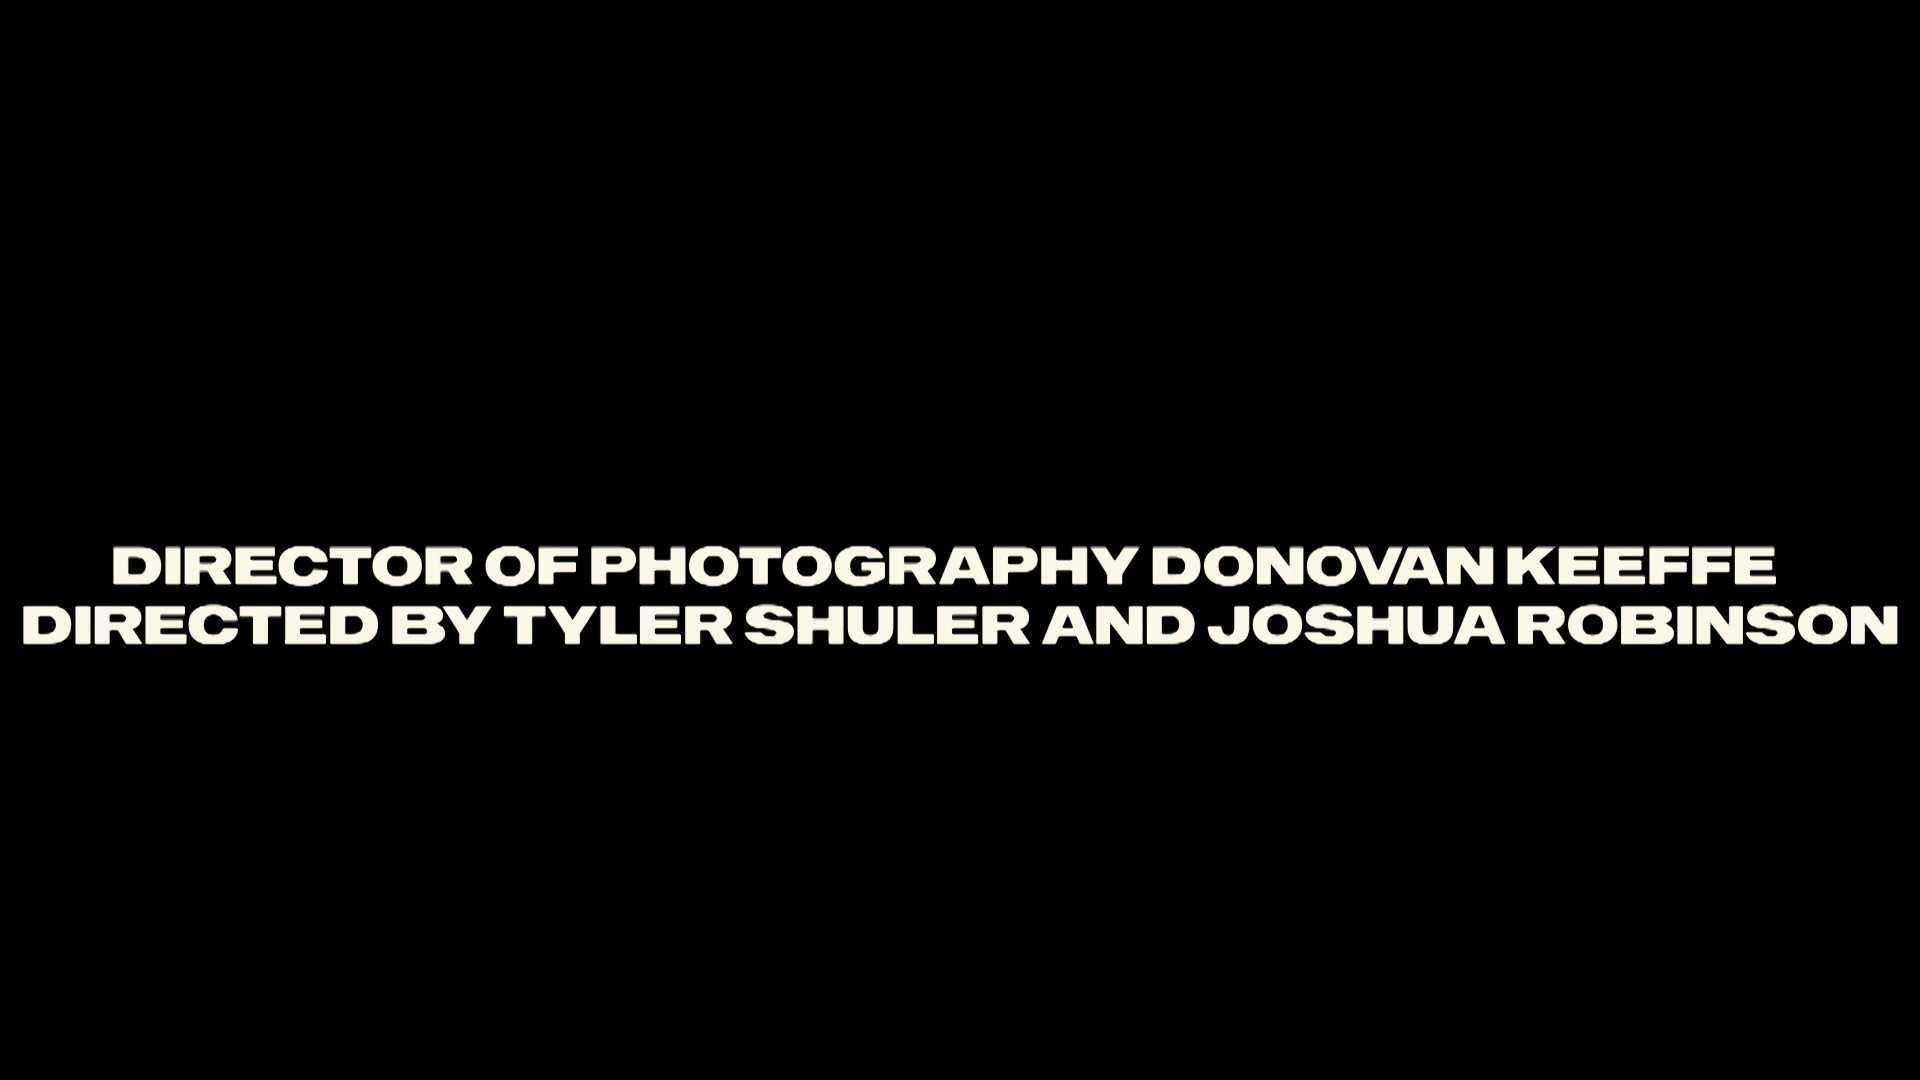 DIRECTOR OF PHOTOGRAPHY DONOVAN KEEFFE
DIRECTED BY TYLER SHULER AND JOSHUA ROBINSON